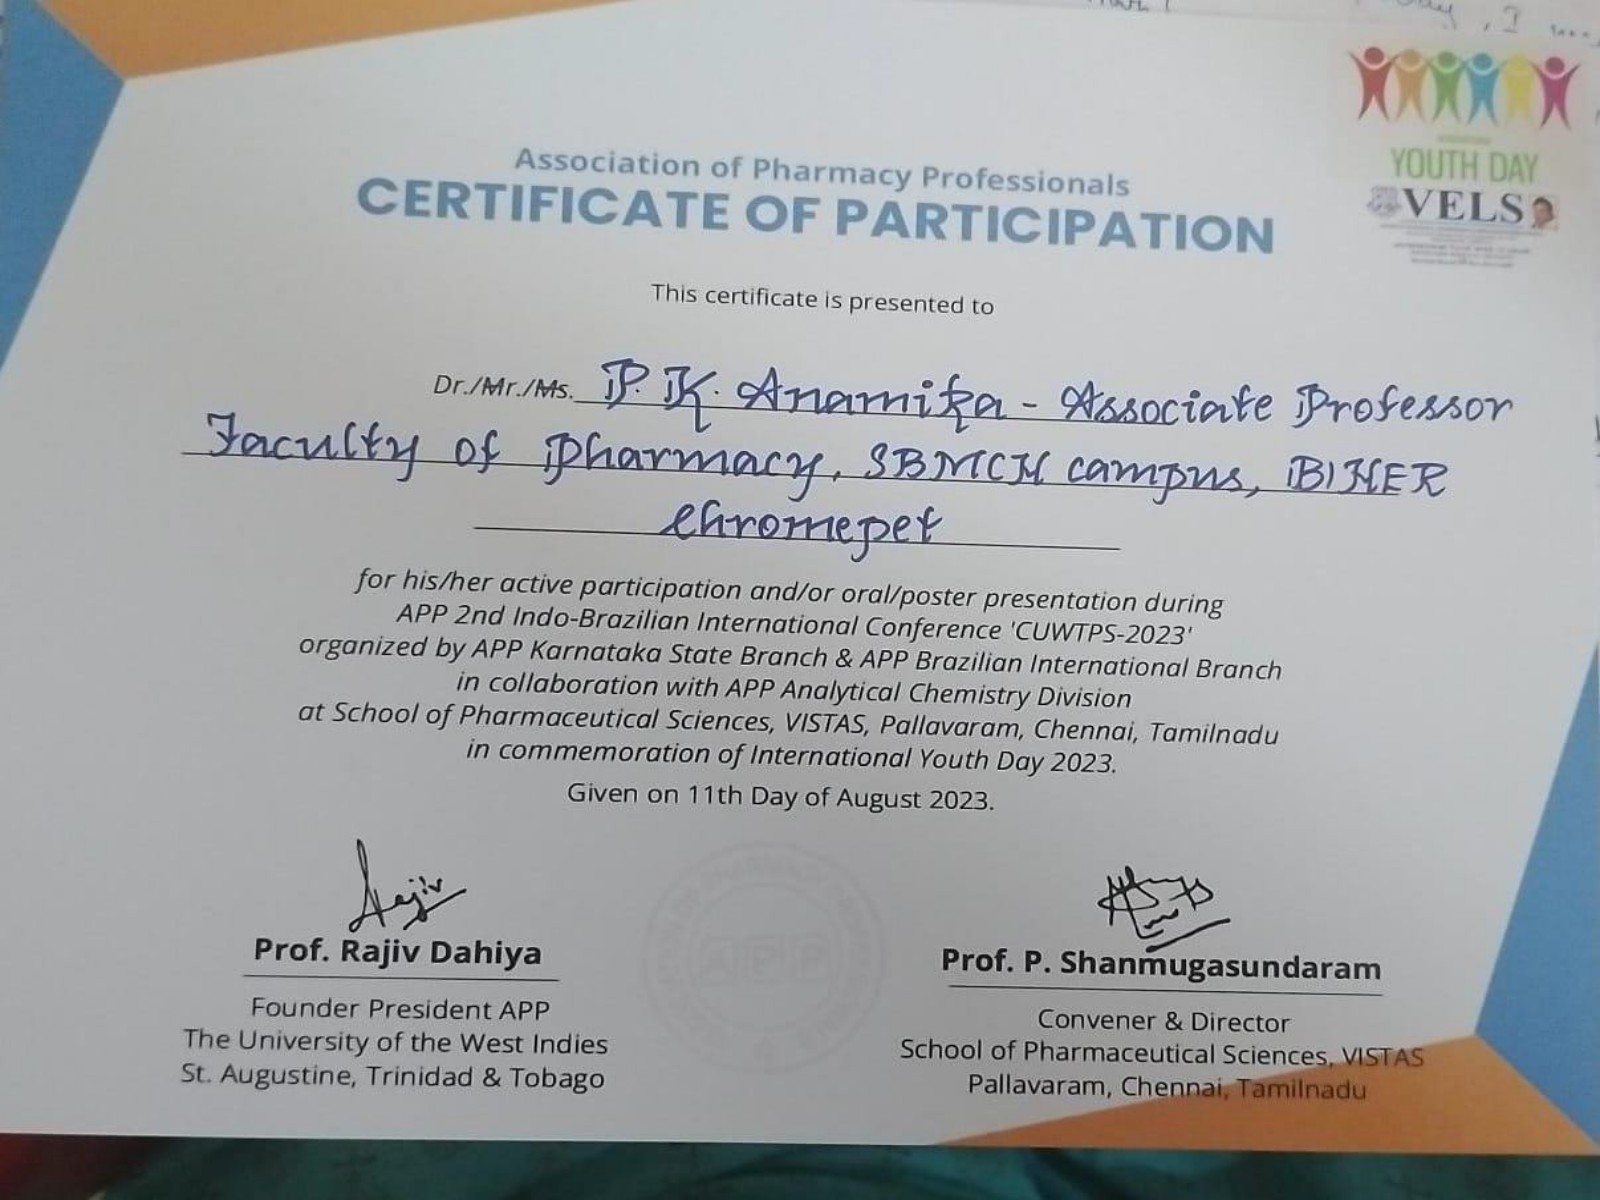 YOUTH DAY
VELS
Association of Pharmacy Professionals
CERTIFICATE OF PARTICIPATION
This certificate is presented to
Dr./Mr./Ms. P. K. Anamika - Associate Professor
Faculty of Pharmacy, SBMCH campus, BIHER
chromepet
for his/her active participation and/or oral/poster presentation during
APP 2nd Indo-Brazilian International Conference 'CUWTPS-2023'
organized by APP Karnataka State Branch & APP Brazilian International Branch
in collaboration with APP Analytical Chemistry Division
at School of Pharmaceutical Sciences, VISTAS, Pallavaram, Chennai, Tamilnadu
in commemoration of International Youth Day 2023.
Given on 11th Day of August 2023.
APP
Rajiv
Prof. Rajiv Dahiya
Founder President APP
The University of the West Indies
St. Augustine, Trinidad & Tobago
Prof. P. Shanmugasundaram
Convener & Director
School of Pharmaceutical Sciences, VISTAS
Pallavaram, Chennai, Tamilnadu